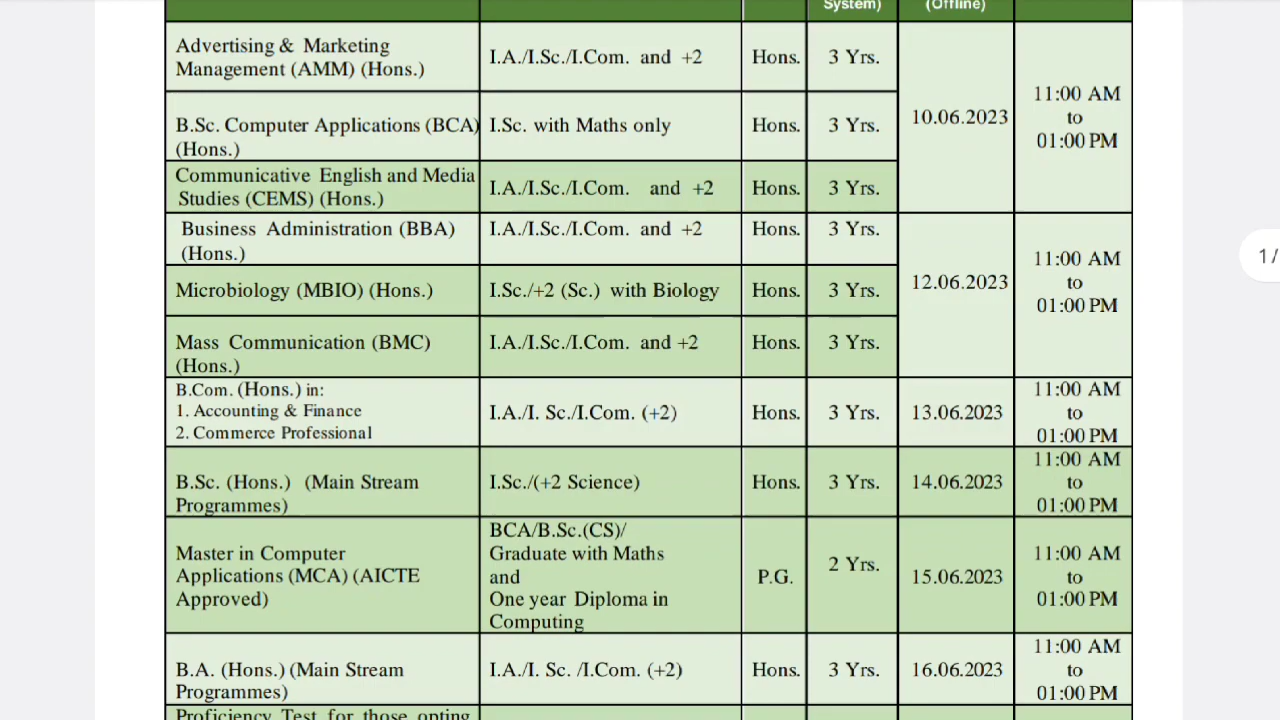 System)
(Offline)
Advertising & Marketing
Management (AMM) (Hons.)
I.A./I.Sc./I.Com. and +2
Hons.
3 Yrs.
10.06.2023
11:00 AM
to
01:00 PM
B.Sc. Computer Applications (BCA)
(Hons.)
I.Sc. with Maths only
Hons.
3 Yrs.
Communicative English and Media
Studies (CEMS) (Hons.)
I.A./I.Sc./I.Com. and +2
Hons.
3 Yrs.
Business Administration (BBA)
(Hons.)
I.A./I.Sc./I.Com. and +2
Hons.
3 Yrs.
12.06.2023
11:00 AM
to
01:00 PM
1/
Microbiology (MBIO) (Hons.)
I.Sc./+2 (Sc.) with Biology
Hons.
3 Yrs.
Mass Communication (BMC)
(Hons.)
I.A./I.Sc./I.Com. and +2
Hons.
3 Yrs.
B.Com. (Hons.) in:
1. Accounting & Finance
2. Commerce Professional
I.A./I. Sc./I.Com. (+2)
Hons.
3 Yrs.
13.06.2023
11:00 AM
to
01:00 PM
B.Sc. (Hons.) (Main Stream
Programmes)
I.Sc./(+2 Science)
Hons.
3 Yrs.
14.06.2023
11:00 AM
to
01:00 PM
Master in Computer
Applications (MCA) (AICTE
Approved)
BCA/B.Sc.(CS)/
Graduate with Maths
and
One year Diploma in
Computing
P.G.
2 Yrs.
15.06.2023
11:00 AM
to
01:00 PM
B.A. (Hons.) (Main Stream
Programmes)
I.A./I. Sc. /I.Com. (+2)
Hons.
3 Yrs.
16.06.2023
11:00 AM
to
01:00 PM
Proficiency Test for those opting